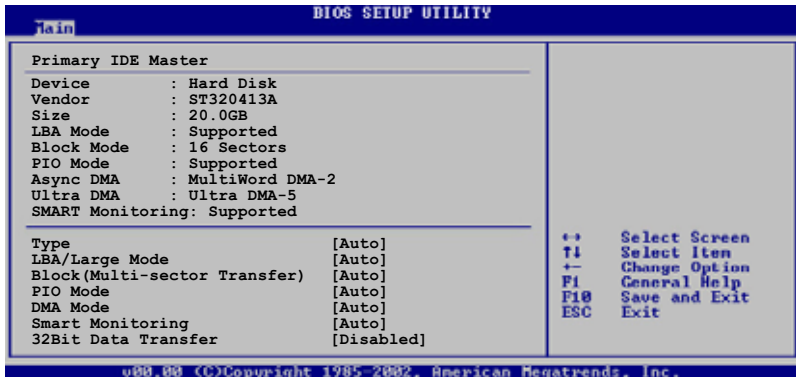 BIOS SETUP UTILITY
Main
Primary IDE Master
Device : Hard Disk
Vendor : ST320413A
Size : 20.0GB
LBA Mode : Supported
Block Mode : 16 Sectors
PIO Mode : Supported
Async DMA : MultiWord DMA-2
Ultra DMA : Ultra DMA-5
SMART Monitoring: Supported
Type [Auto]
LBA/Large Mode [Auto]
Block(Multi-sector Transfer) [Auto]
PIO Mode [Auto]
DMA Mode [Auto]
Smart Monitoring [Auto]
32Bit Data Transfer [Disabled]
←→ Select Screen
↑↓ Select Item
+- Change Option
F1 General Help
F10 Save and Exit
ESC Exit
v00.00 (C)Copyright 1985-2002, American Megatrends, Inc.